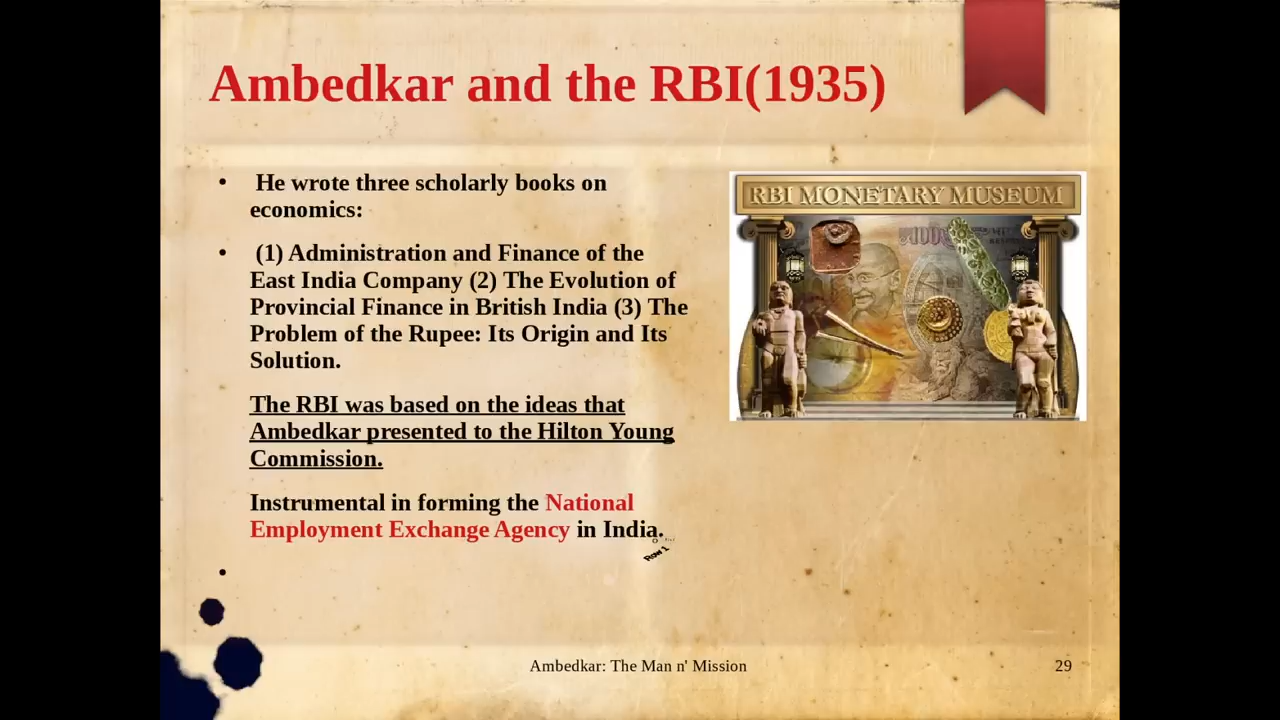 Ambedkar and the RBI(1935)
• He wrote three scholarly books on
economics:
• (1) Administration and Finance of the
East India Company (2) The Evolution of
Provincial Finance in British India (3) The
Problem of the Rupee: Its Origin and Its
Solution.
The RBI was based on the ideas that
Ambedkar presented to the Hilton Young
Commission.
Instrumental in forming the National
Employment Exchange Agency in India.
Row 1
•
RBI MONETARY MUSEUM
Ambedkar: The Man n' Mission
29